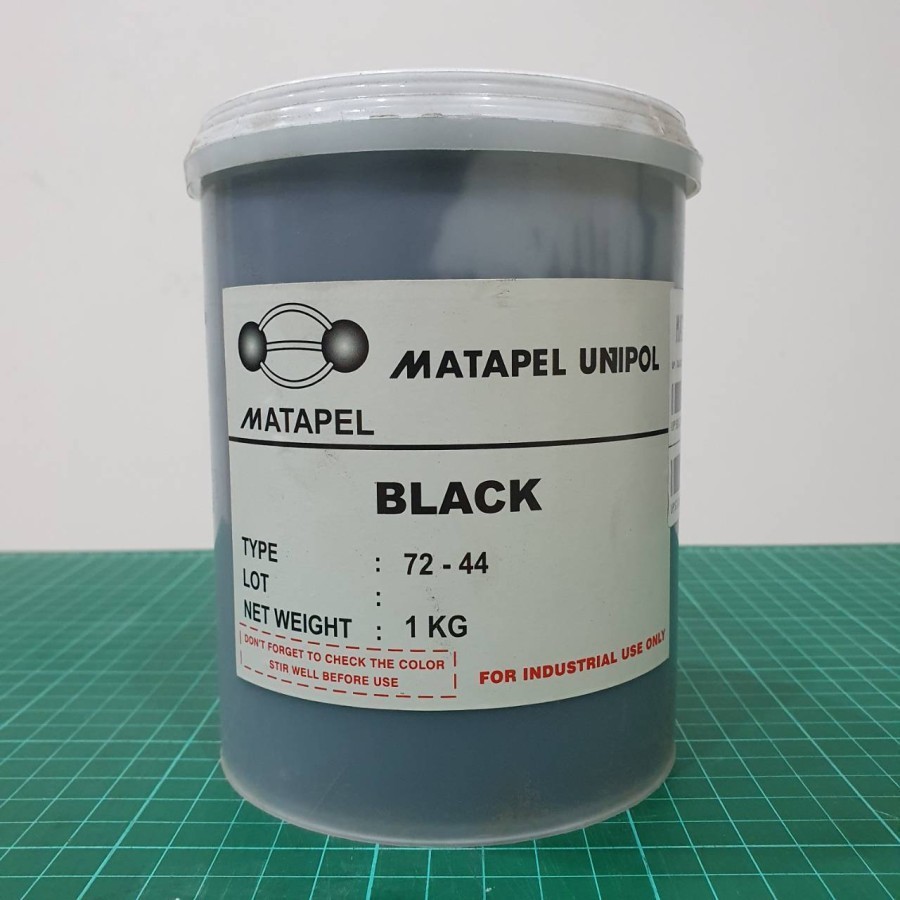 MATAPEL UNIPOL
MATAPEL
BLACK
TYPE : 72 - 44
LOT :
NET WEIGHT : 1 KG
DON'T FORGET TO CHECK THE COLOR
STIR WELL BEFORE USE
FOR INDUSTRIAL USE ONLY